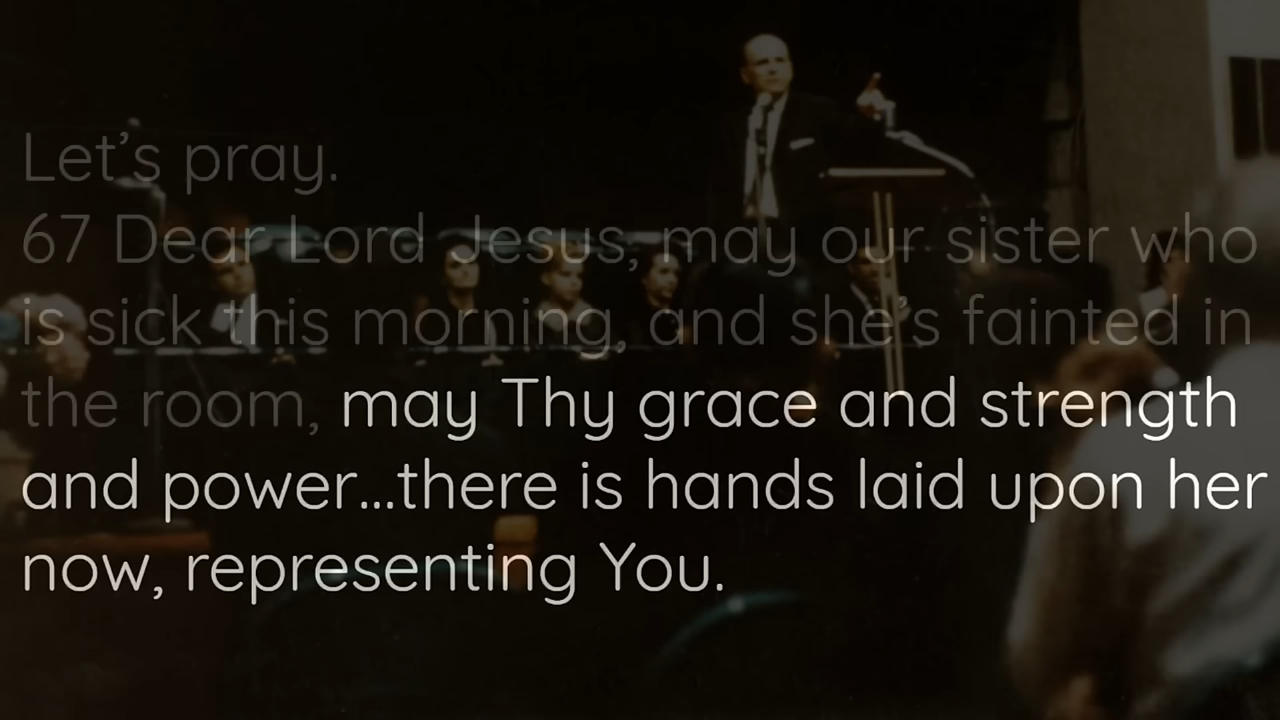 Let’s pray.
67 Dear Lord Jesus, may our sister who
is sick this morning, and she’s fainted in
the room, may Thy grace and strength
and power...there is hands laid upon her
now, representing You.